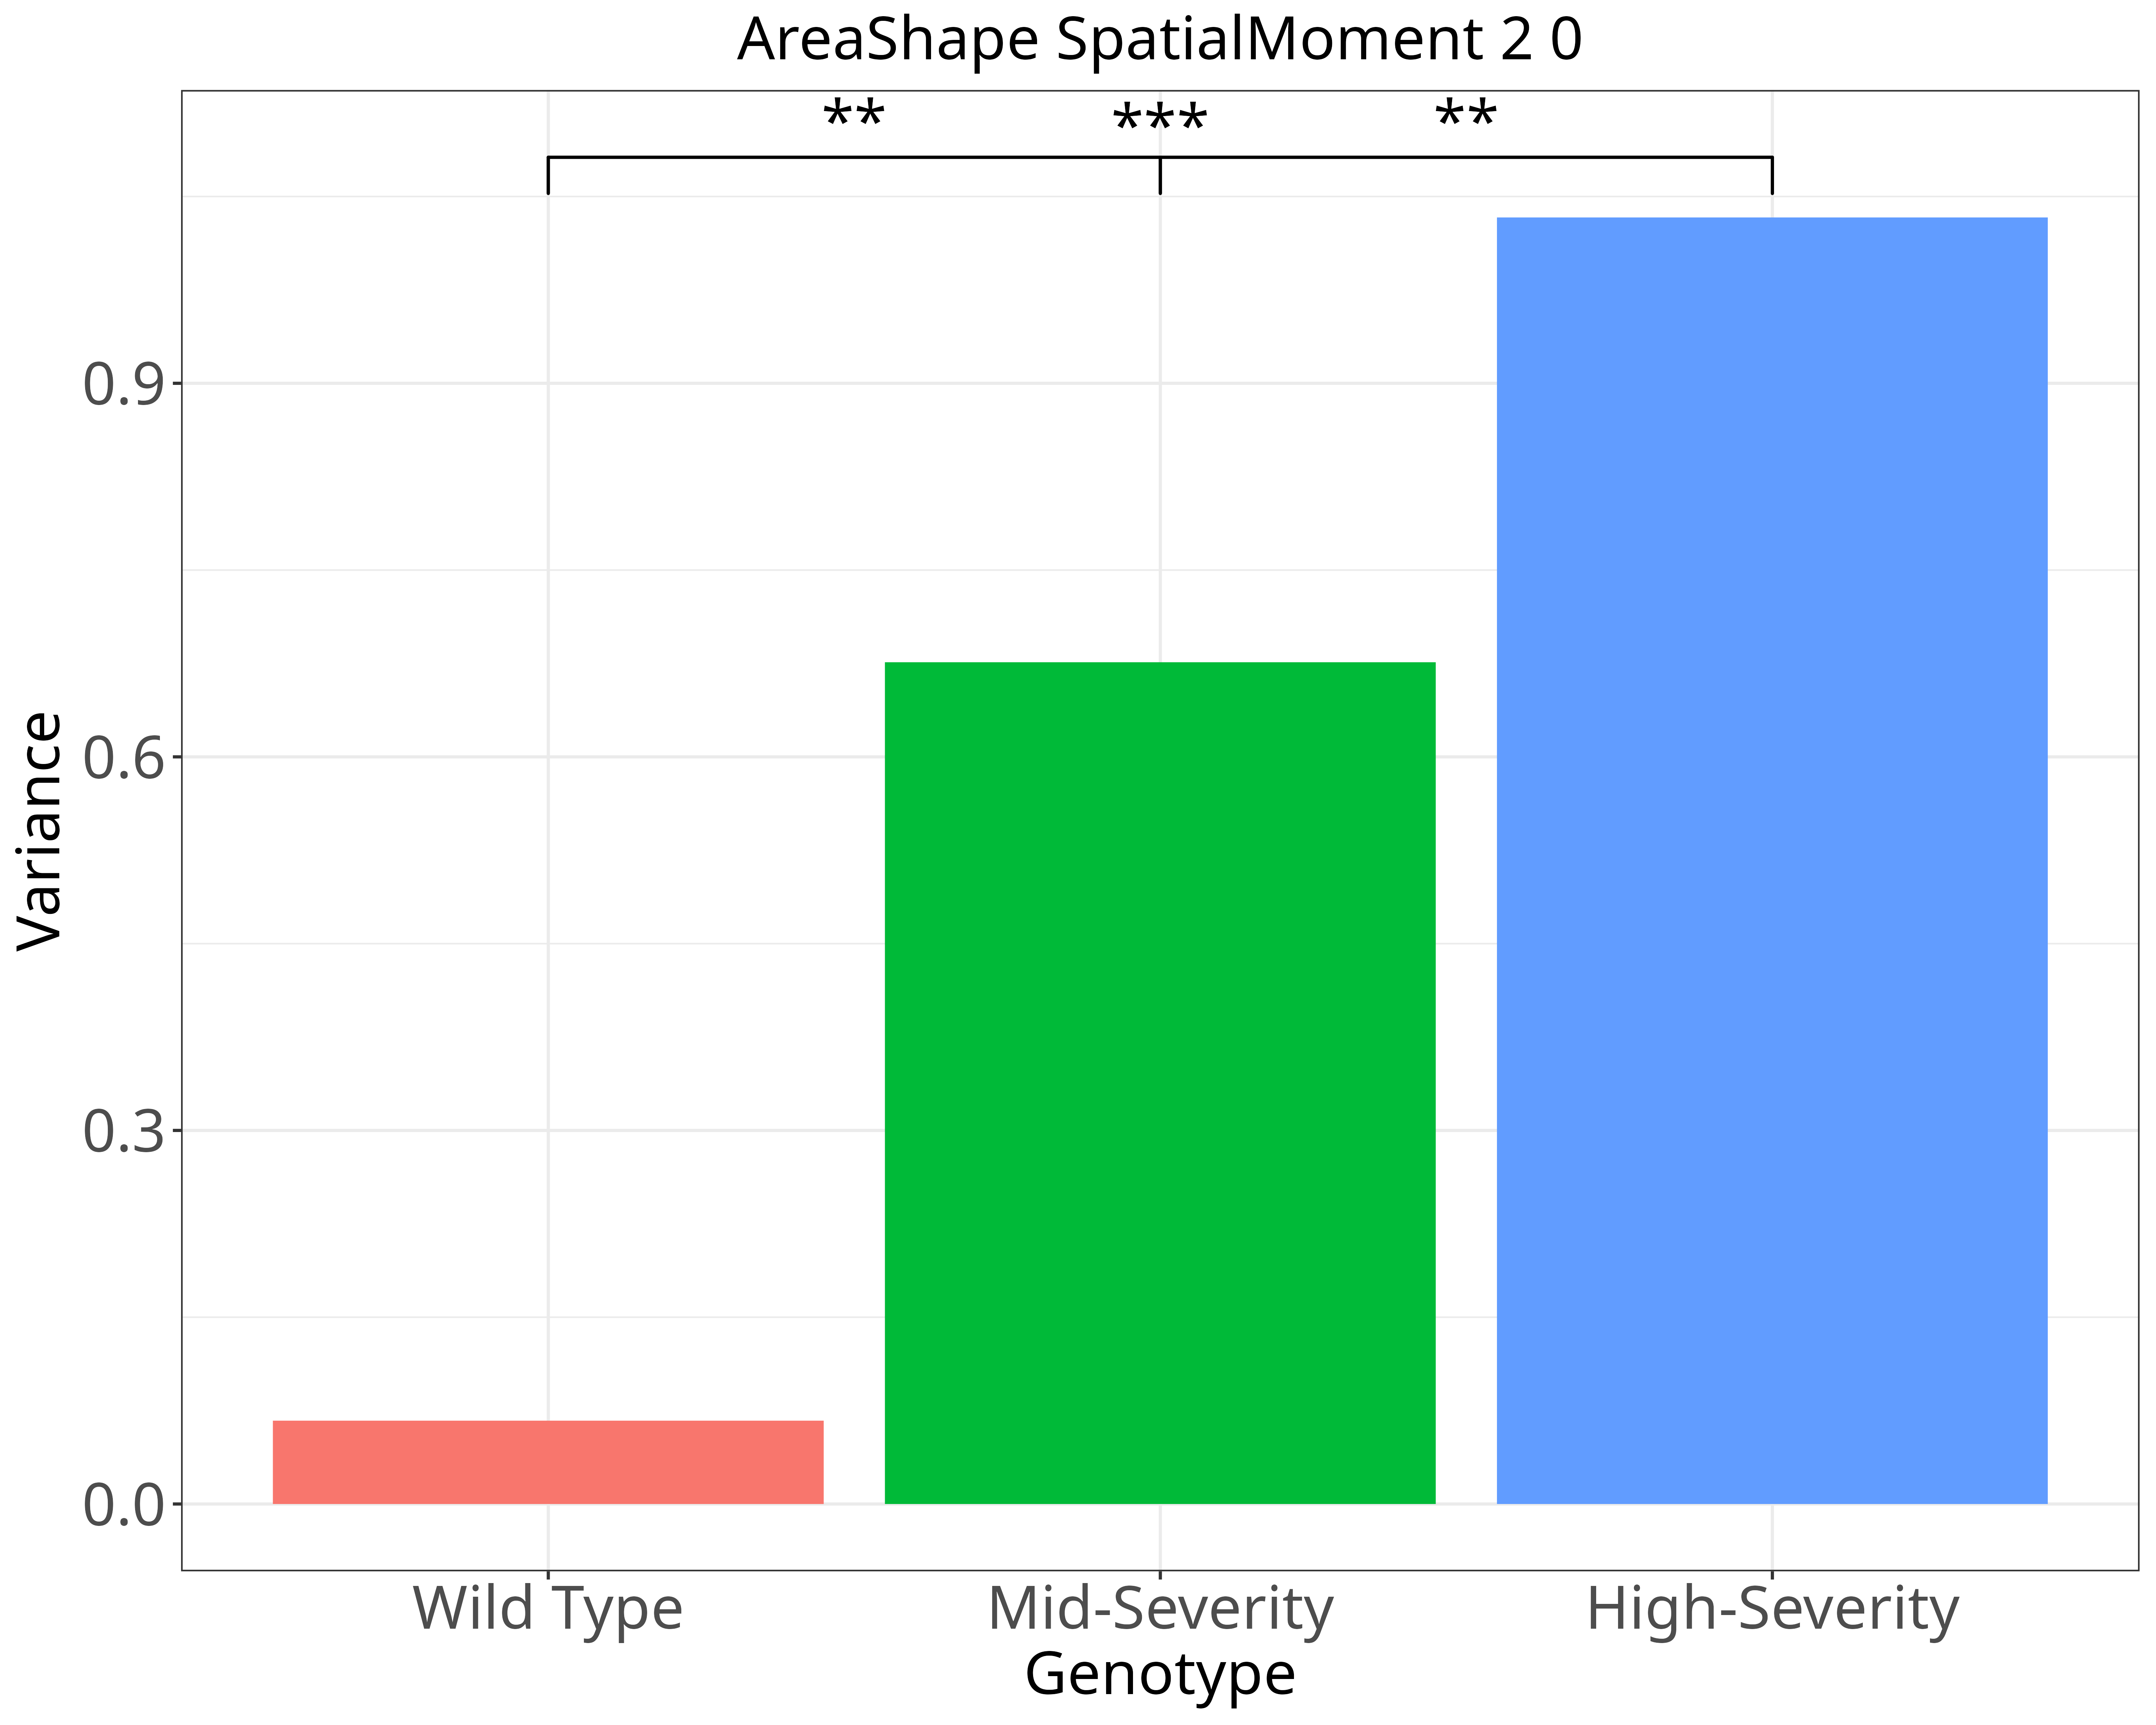 AreaShape SpatialMoment 2 0
** *** **
0.9
0.6
0.3
0.0
Variance
Wild Type Mid-Severity High-Severity
Genotype